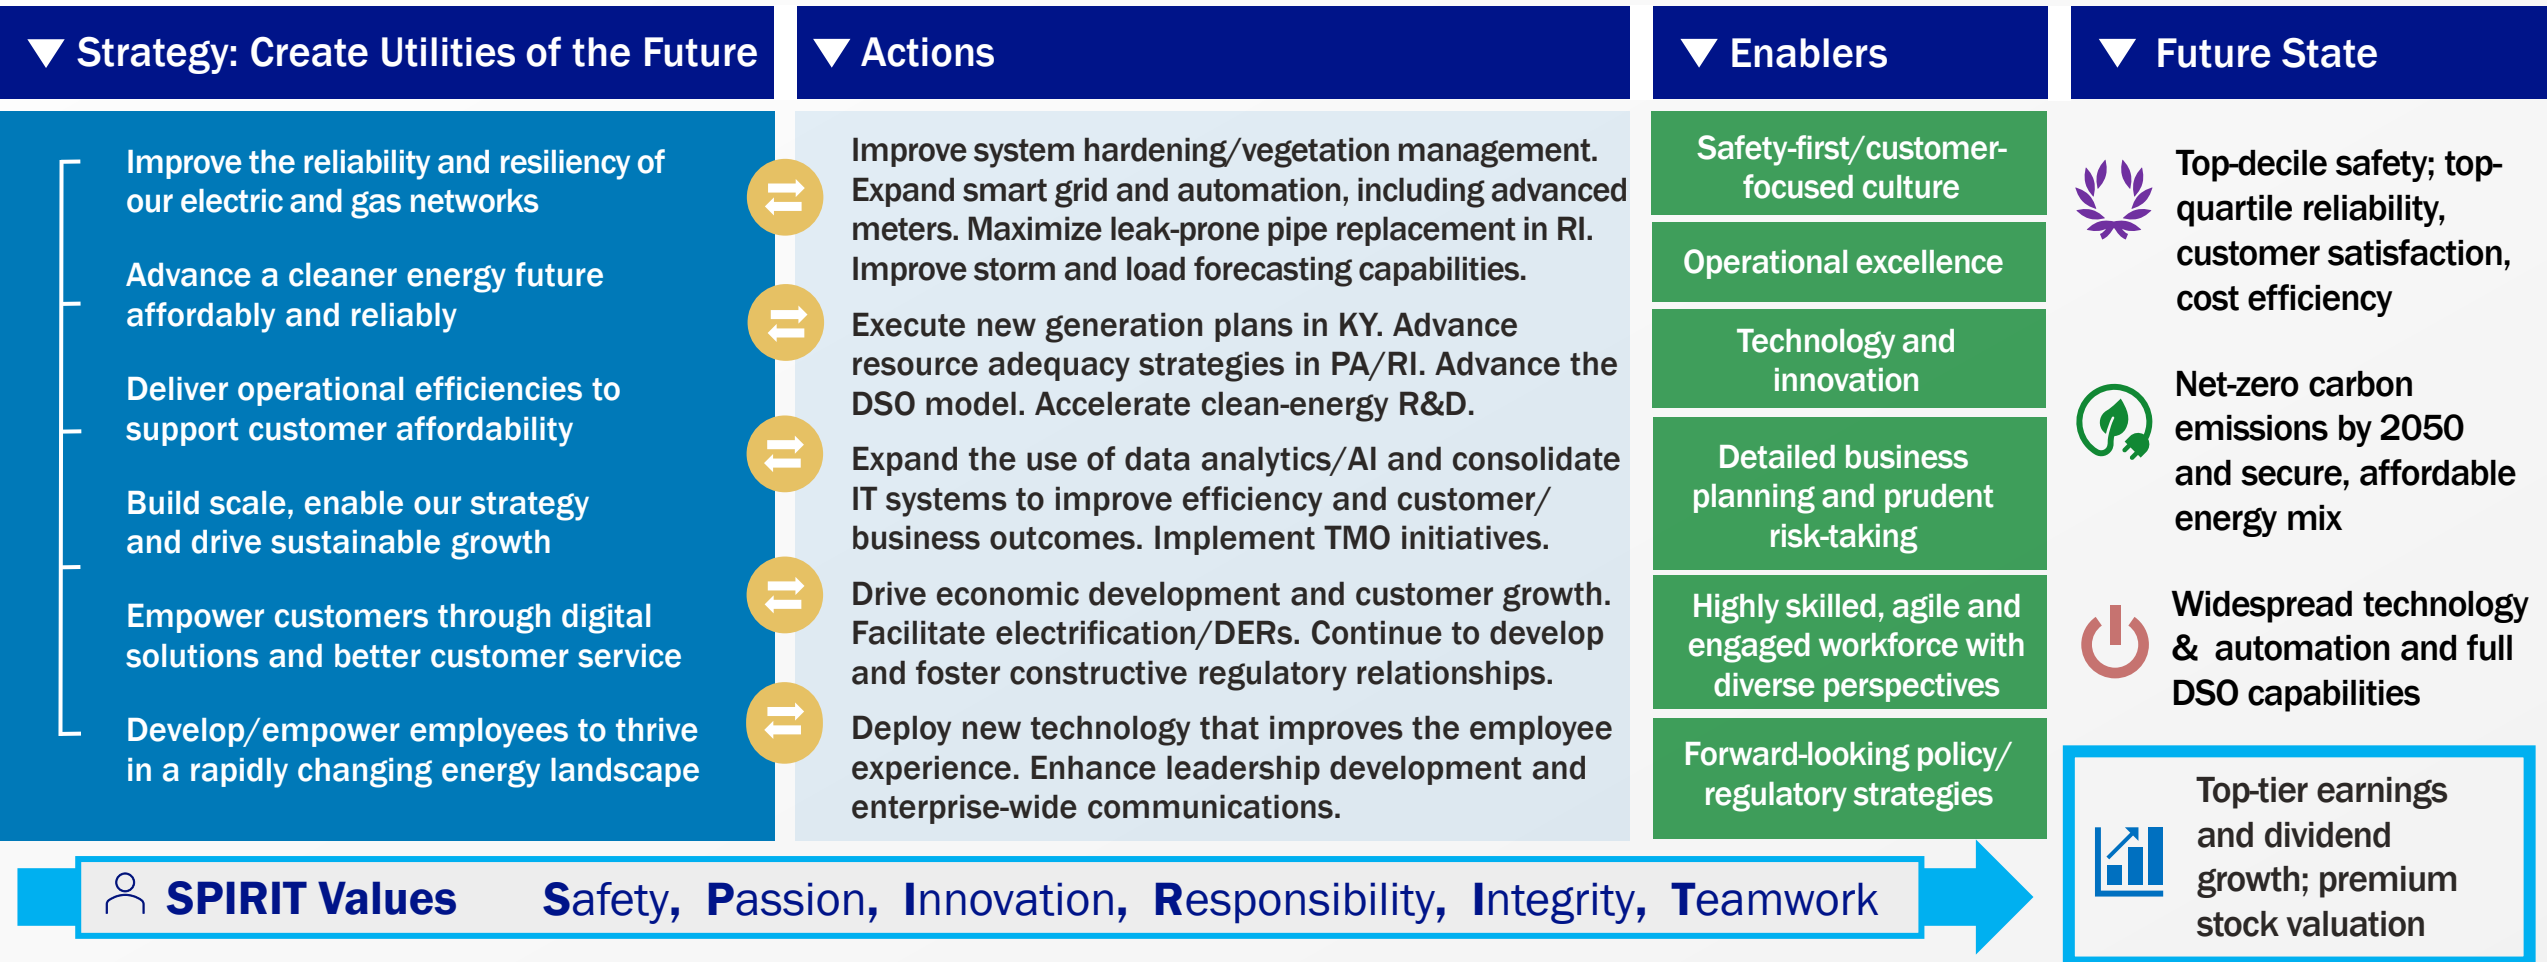 Strategy: Create Utilities of the Future
Improve the reliability and resiliency of
our electric and gas networks
Advance a cleaner energy future
affordably and reliably
Deliver operational efficiencies to
support customer affordability
Build scale, enable our strategy
and drive sustainable growth
Empower customers through digital
solutions and better customer service
Develop/empower employees to thrive
in a rapidly changing energy landscape
Actions
Improve system hardening/vegetation management.
Expand smart grid and automation, including advanced
meters. Maximize leak-prone pipe replacement in RI.
Improve storm and load forecasting capabilities.
Execute new generation plans in KY. Advance
resource adequacy strategies in PA/RI. Advance the
DSO model. Accelerate clean-energy R&D.
Expand the use of data analytics/AI and consolidate
IT systems to improve efficiency and customer/
business outcomes. Implement TMO initiatives.
Drive economic development and customer growth.
Facilitate electrification/DERs. Continue to develop
and foster constructive regulatory relationships.
Deploy new technology that improves the employee
experience. Enhance leadership development and
enterprise-wide communications.
Enablers
Safety-first/customer-
focused culture
Operational excellence
Technology and
innovation
Detailed business
planning and prudent
risk-taking
Highly skilled, agile and
engaged workforce with
diverse perspectives
Forward-looking policy/
regulatory strategies
Future State
Top-decile safety; top-
quartile reliability,
customer satisfaction,
cost efficiency
Net-zero carbon
emissions by 2050
and secure, affordable
energy mix
Widespread technology
& automation and full
DSO capabilities
Top-tier earnings
and dividend
growth; premium
stock valuation
SPIRIT Values Safety, Passion, Innovation, Responsibility, Integrity, Teamwork